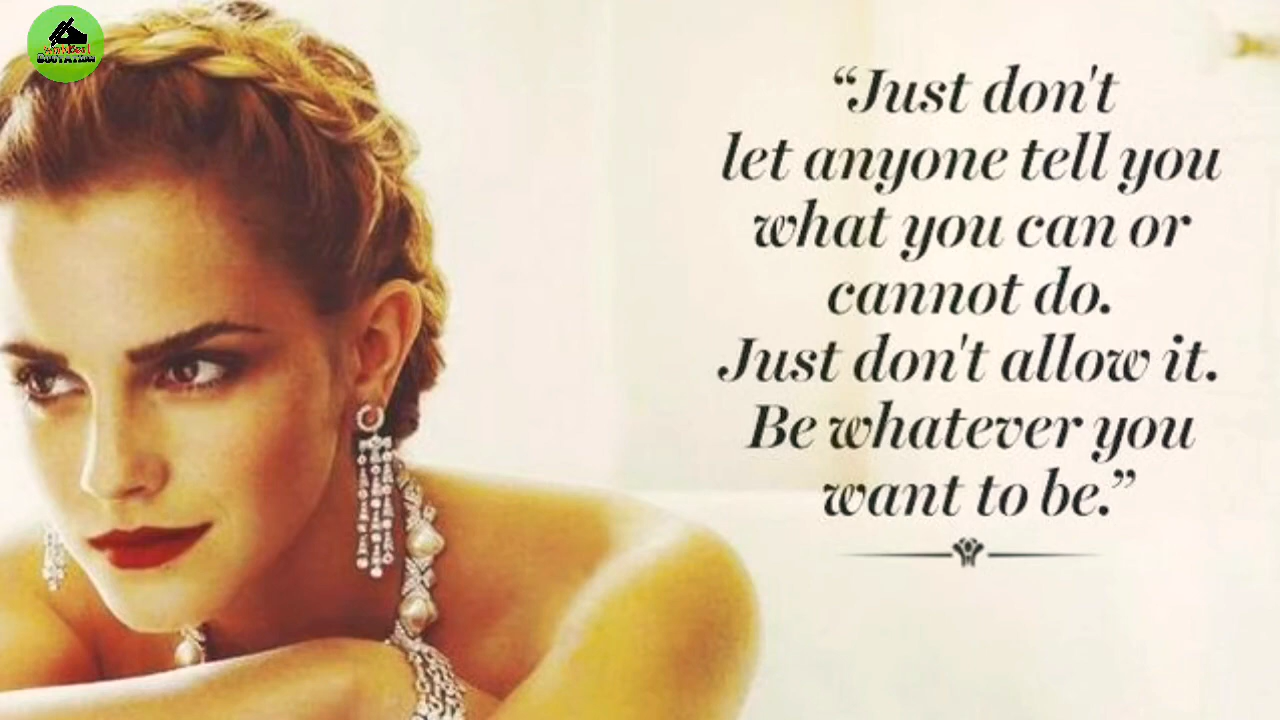 “Just don't
let anyone tell you
what you can or
cannot do.
Just don't allow it.
Be whatever you
want to be.”
QUOTATION